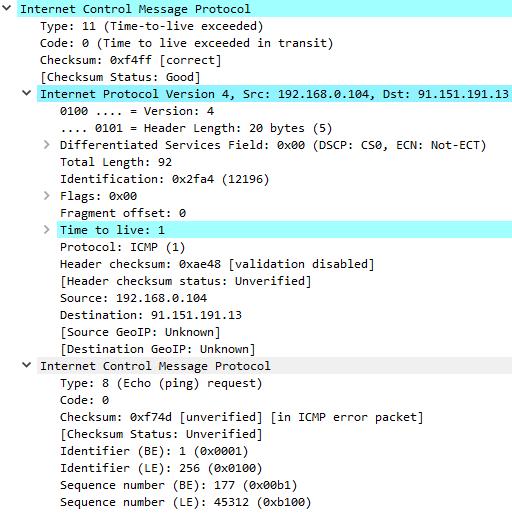 Internet Control Message Protocol
Type: 11 (Time-to-live exceeded)
Code: 0 (Time to live exceeded in transit)
Checksum: 0xf4ff [correct]
[Checksum Status: Good]
Internet Protocol Version 4, Src: 192.168.0.104, Dst: 91.151.191.13
0100 .... = Version: 4
.... 0101 = Header Length: 20 bytes (5)
Differentiated Services Field: 0x00 (DSCP: CS0, ECN: Not-ECT)
Total Length: 92
Identification: 0x2fa4 (12196)
Flags: 0x00
Fragment offset: 0
Time to live: 1
Protocol: ICMP (1)
Header checksum: 0xae48 [validation disabled]
[Header checksum status: Unverified]
Source: 192.168.0.104
Destination: 91.151.191.13
[Source GeoIP: Unknown]
[Destination GeoIP: Unknown]
Internet Control Message Protocol
Type: 8 (Echo (ping) request)
Code: 0
Checksum: 0xf74d [unverified] [in ICMP error packet]
[Checksum Status: Unverified]
Identifier (BE): 1 (0x0001)
Identifier (LE): 256 (0x0100)
Sequence number (BE): 177 (0x00b1)
Sequence number (LE): 45312 (0xb100)